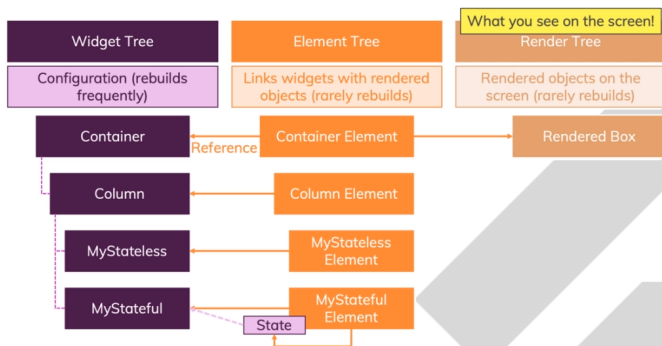 What you see on the screen!
Widget Tree
Element Tree
Render Tree
Configuration (rebuilds
frequently)
Links widgets with rendered
objects (rarely rebuilds)
Rendered objects on the
screen (rarely rebuilds)
Container
Reference
Container Element
Rendered Box
Column
Column Element
MyStateless
MyStateless
Element
MyStateful
MyStateful
Element
State